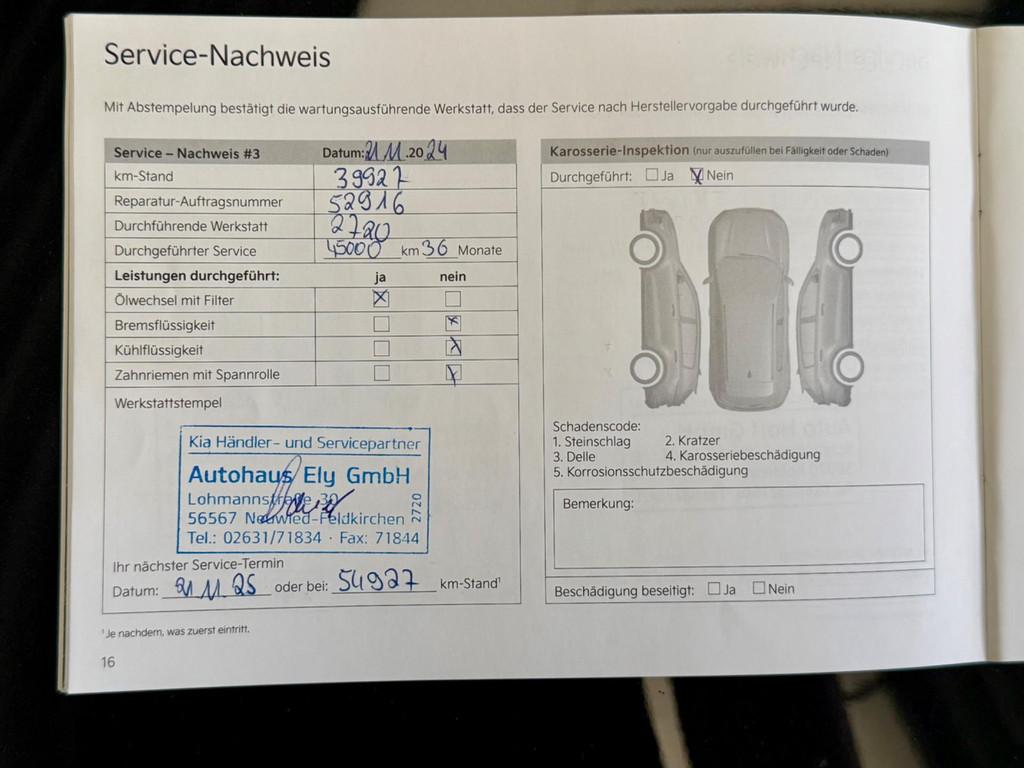 Service-Nachweis
Mit Abstempelung bestätigt die wartungsausführende Werkstatt, dass der Service nach Herstellervorgabe durchgeführt wurde.
Service – Nachweis #3 Datum: 21.11.2024
km-Stand 39927
Reparatur-Auftragsnummer 52916
Durchführende Werkstatt 2720
Durchgeführter Service 45000 km 36 Monate
Leistungen durchgeführt: ja nein
Ölwechsel mit Filter
Bremsflüssigkeit
Kühlflüssigkeit
Zahnriemen mit Spannrolle
Werkstattstempel
Kia Händler- und Servicepartner
Autohaus Ely GmbH
Lohmannstraße 30
56567 Neuwied-Feldkirchen
Tel.: 02631/71834 · Fax: 71844
2720
Ihr nächster Service-Termin
Datum: 21.11.25 oder bei: 54927 km-Stand¹
¹Je nachdem, was zuerst eintritt.
16
Karosserie-Inspektion (nur auszufüllen bei Fälligkeit oder Schaden)
Durchgeführt: Ja Nein
Schadenscode:
1. Steinschlag 2. Kratzer
3. Delle 4. Karosseriebeschädigung
5. Korrosionsschutzbeschädigung
Bemerkung:
Beschädigung beseitigt: Ja Nein